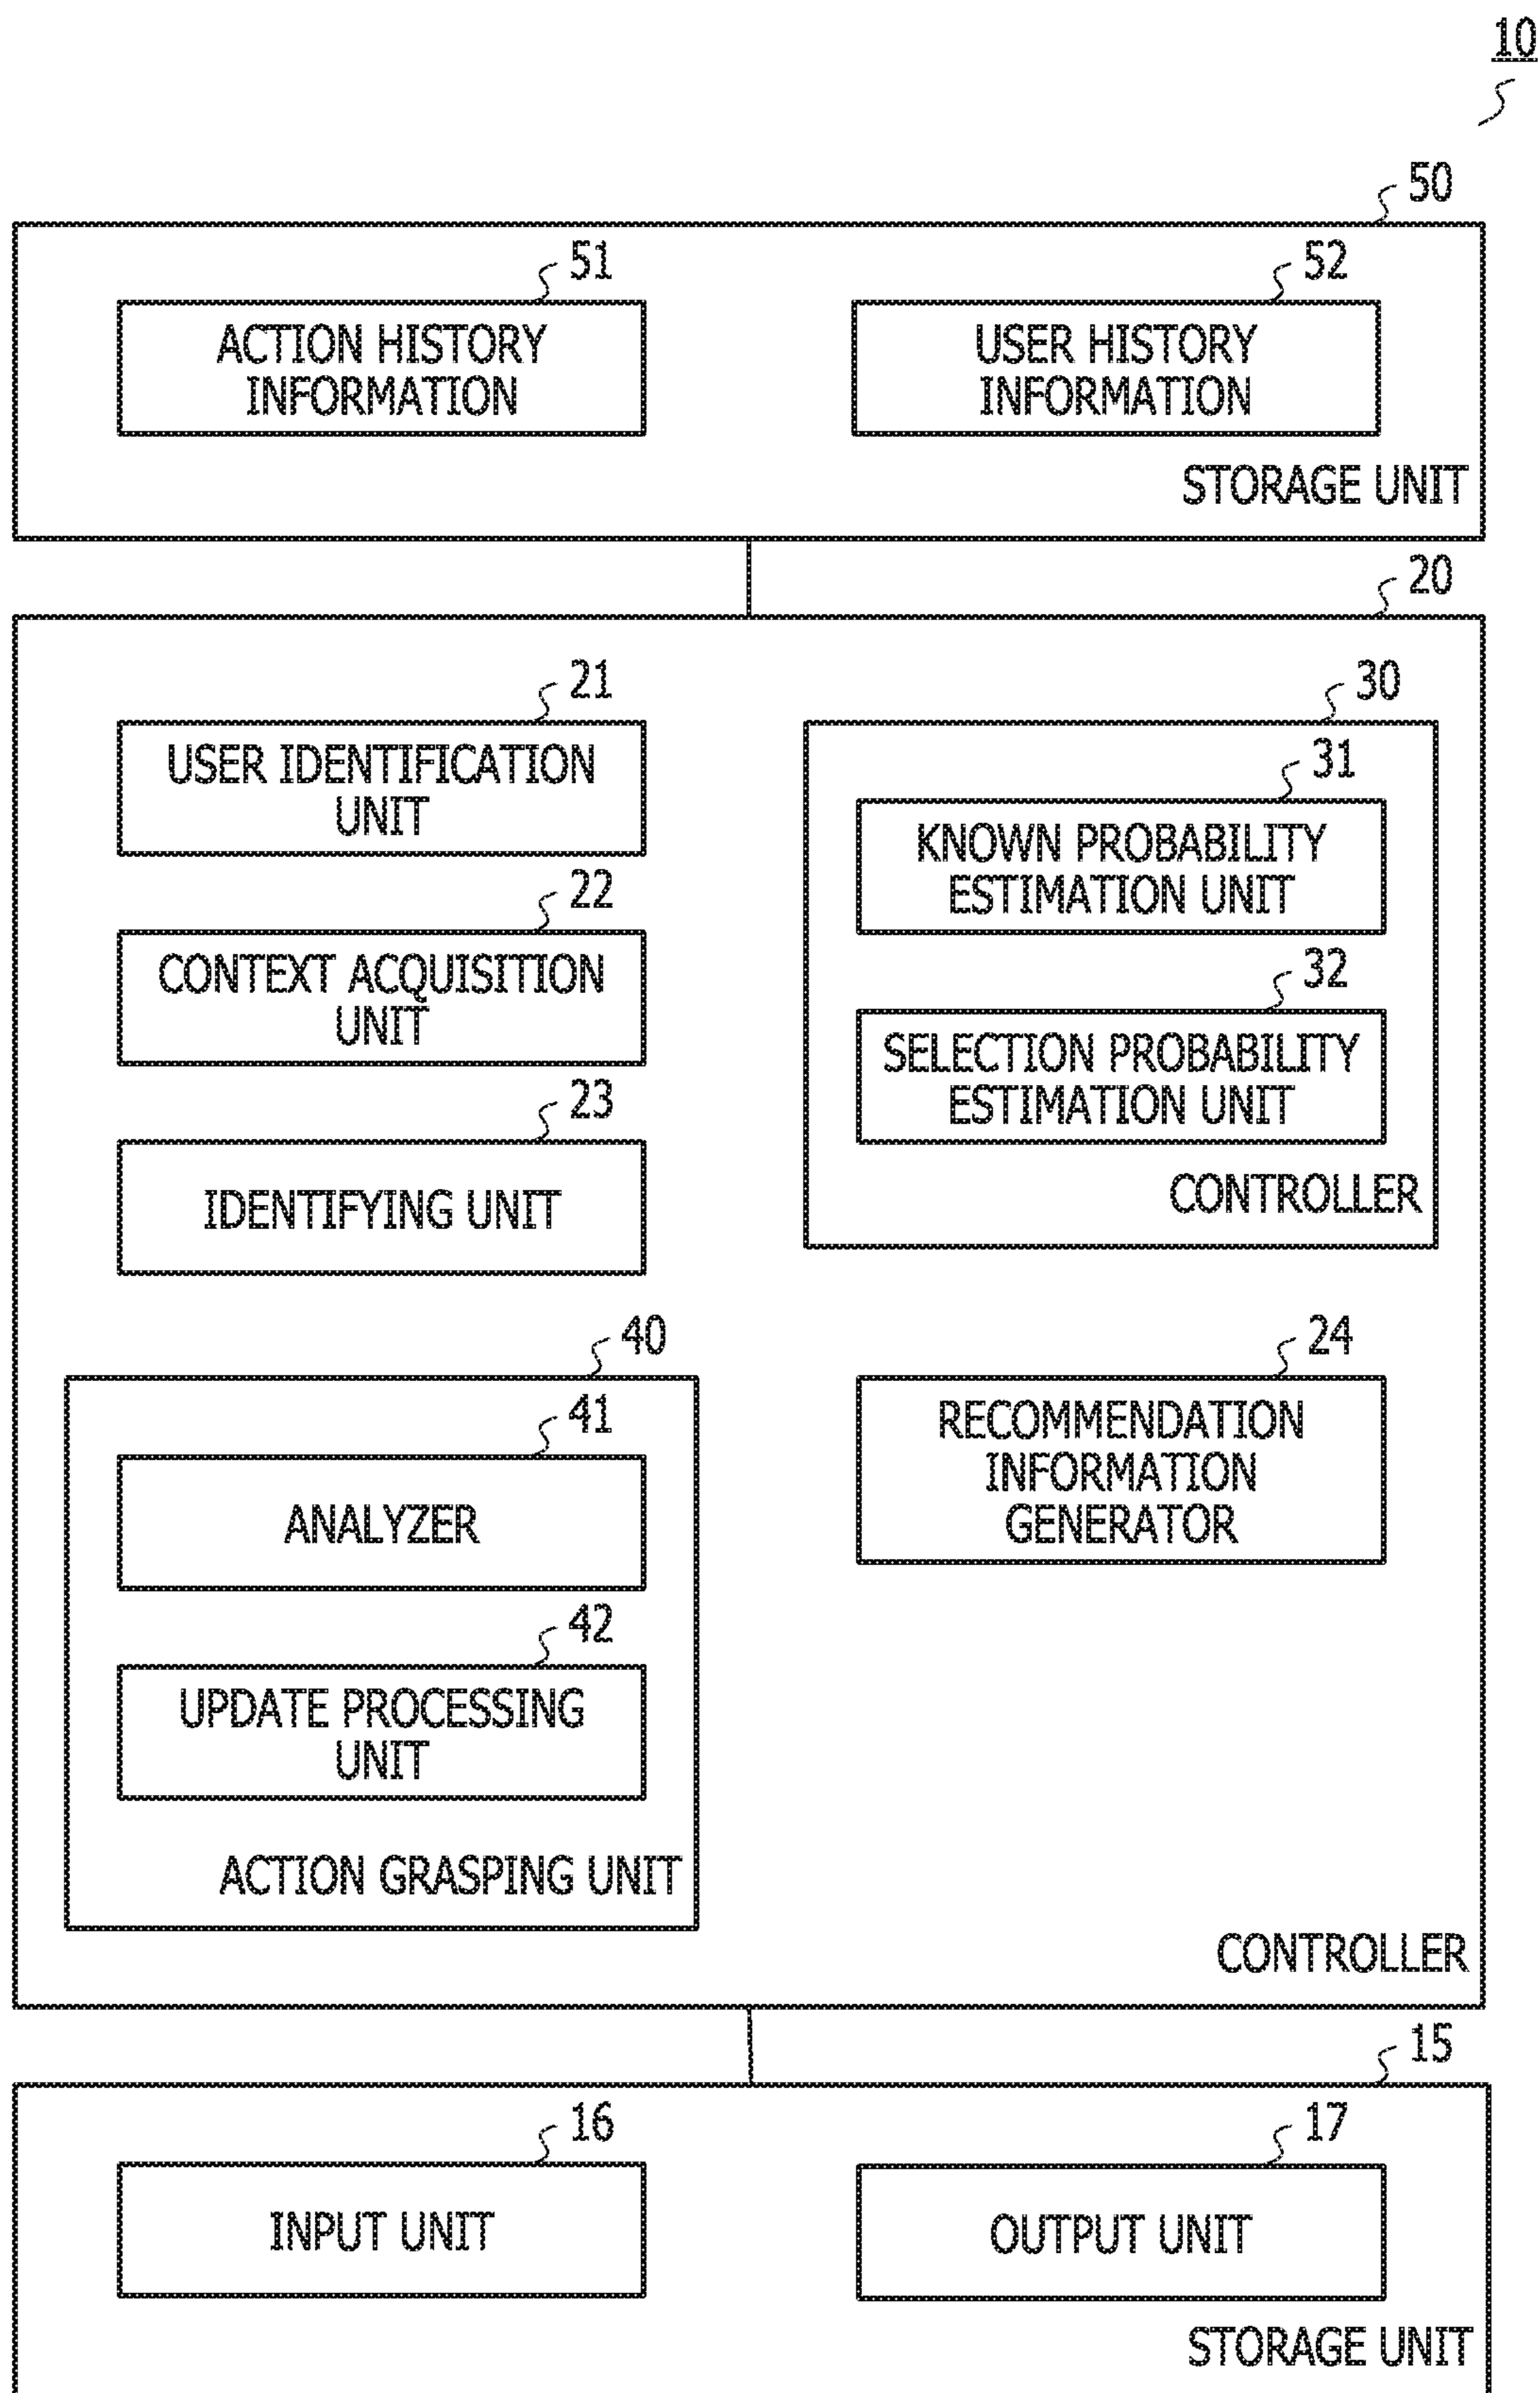 10
50
51
52
ACTION HISTORY
INFORMATION
USER HISTORY
INFORMATION
STORAGE UNIT
20
21
USER IDENTIFICATION
UNIT
22
CONTEXT ACQUISITION
UNIT
23
IDENTIFYING UNIT
30
31
KNOWN PROBABILITY
ESTIMATION UNIT
32
SELECTION PROBABILITY
ESTIMATION UNIT
CONTROLLER
40
41
ANALYZER
42
UPDATE PROCESSING
UNIT
ACTION GRASPING UNIT
24
RECOMMENDATION
INFORMATION
GENERATOR
CONTROLLER
15
16
INPUT UNIT
17
OUTPUT UNIT
STORAGE UNIT